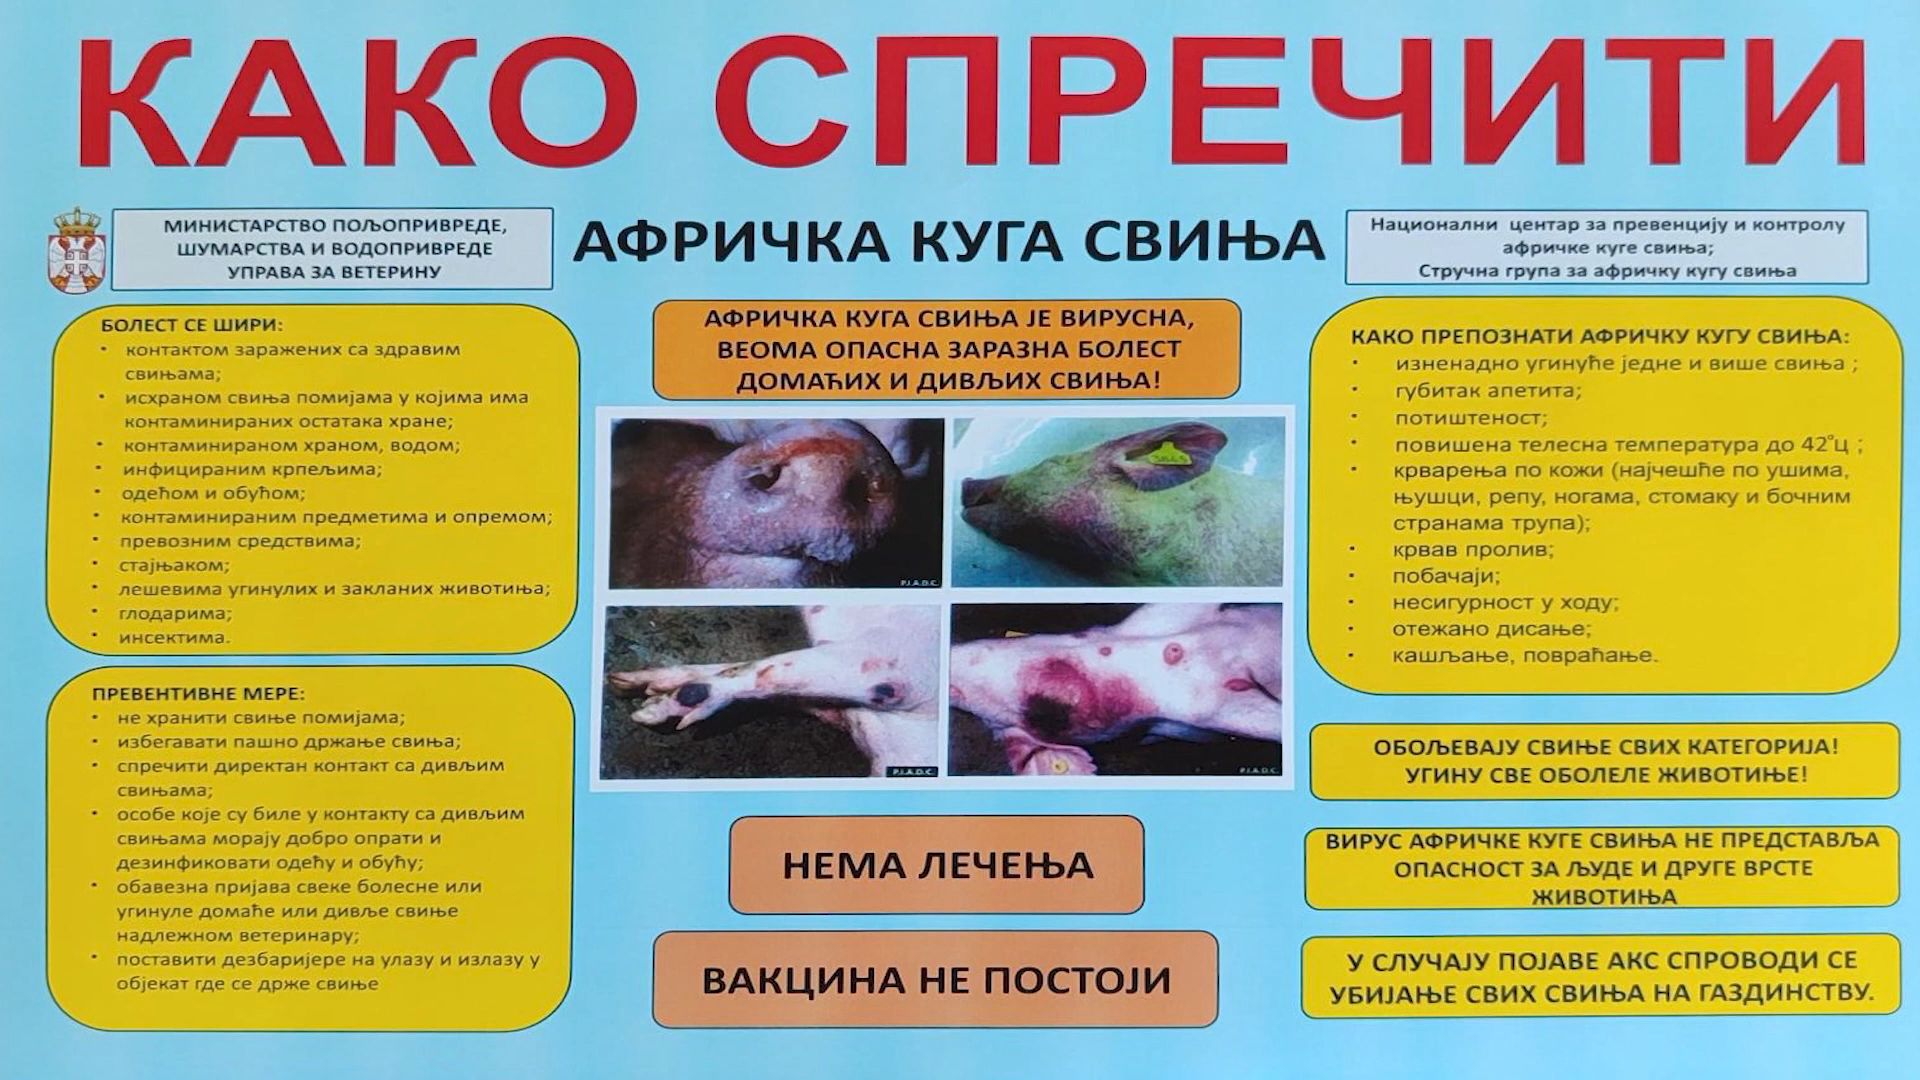 КАКО СПРЕЧИТИ
МИНИСТАРСТВО ПОЉОПРИВРЕДЕ,
ШУМАРСТВА И ВОДОПРИВРЕДЕ
УПРАВА ЗА ВЕТЕРИНУ
АФРИЧКА КУГА СВИЊА
Национални центар за превенцију и контролу
афричке куге свиња;
Стручна група за афричку кугу свиња
БОЛЕСТ СЕ ШИРИ:
• контактом заражених са здравим
свињама;
• исхраном свиња помијама у којима има
контаминираних остатака хране;
• контаминираном храном, водом;
• инфицираним крпељима;
• одећом и обућом;
• контаминираним предметима и опремом;
• превозним средствима;
• стајњаком;
• лешевима угинулих и закланих животиња;
• глодарима;
• инсектима.
ПРЕВЕНТИВНЕ МЕРЕ:
• не хранити свиње помијама;
• избегавати пашно држање свиња;
• спречити директан контакт са дивљим
свињама;
• особе које су биле у контакту са дивљим
свињама морају добро опрати и
дезинфиковати одећу и обућу;
• обавезна пријава свеке болесне или
угинуле домаће или дивље свиње
надлежном ветеринару;
• поставити дезбаријере на улазу и излазу у
објекат где се држе свиње
АФРИЧКА КУГА СВИЊА ЈЕ ВИРУСНА,
ВЕОМА ОПАСНА ЗАРАЗНА БОЛЕСТ
ДОМАЋИХ И ДИВЉИХ СВИЊА!
P.I.A.D.C.
P.I.A.D.C.
P.I.A.D.C.
НЕМА ЛЕЧЕЊА
ВАКЦИНА НЕ ПОСТОЈИ
КАКО ПРЕПОЗНАТИ АФРИЧКУ КУГУ СВИЊА:
• изненадно угинуће једне и више свиња ;
• губитак апетита;
• потиштеност;
• повишена телесна температура до 42°ц ;
• крварења по кожи (најчешће по ушима,
њушци, репу, ногама, стомаку и бочним
странама трупа);
• крвав пролив;
• побачаји;
• несигурност у ходу;
• отежано дисање;
• кашљање, повраћање.
ОБОЉЕВАЈУ СВИЊЕ СВИХ КАТЕГОРИЈА!
УГИНУ СВЕ ОБОЛЕЛЕ ЖИВОТИЊЕ!
ВИРУС АФРИЧКЕ КУГЕ СВИЊА НЕ ПРЕДСТАВЉА
ОПАСНОСТ ЗА ЉУДЕ И ДРУГЕ ВРСТЕ
ЖИВОТИЊА
У СЛУЧАЈУ ПОЈАВЕ АКС СПРОВОДИ СЕ
УБИЈАЊЕ СВИХ СВИЊА НА ГАЗДИНСТВУ.